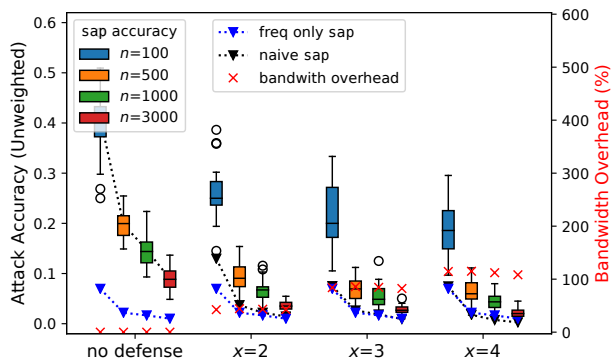 Attack Accuracy (Unweighted)
0.6
0.5
0.4
0.3
0.2
0.1
0.0
sap accuracy
n=100
n=500
n=1000
n=3000
freq only sap
naive sap
bandwith overhead
600
500
400
300
200
100
0
Bandwidth Overhead (%)
no defense
x=2
x=3
x=4